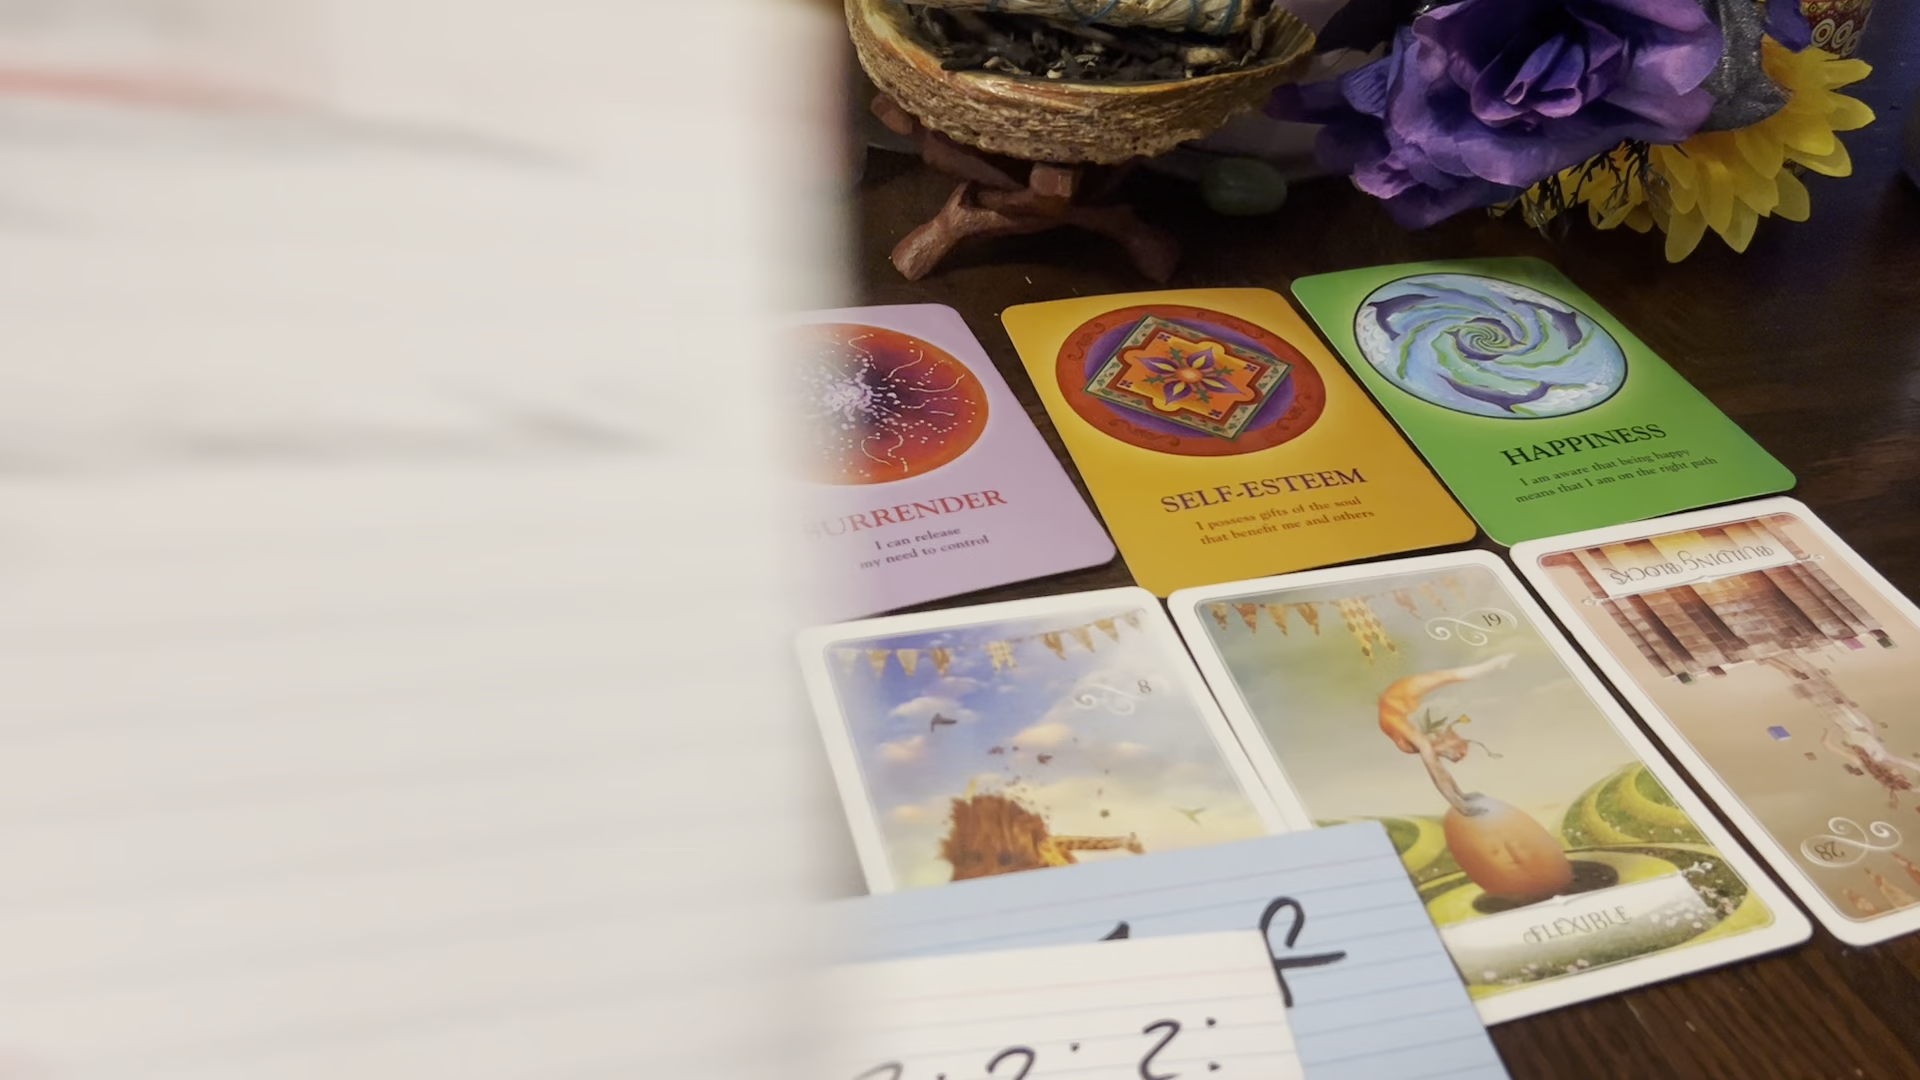 SURRENDER
I can release
my need to control
SELF-ESTEEM
I possess gifts of the soul
that benefit me and others
HAPPINESS
I am aware that being happy
means that I am on the right path
8
19
FLEXIBLE
BUILDING BLOCKS
28